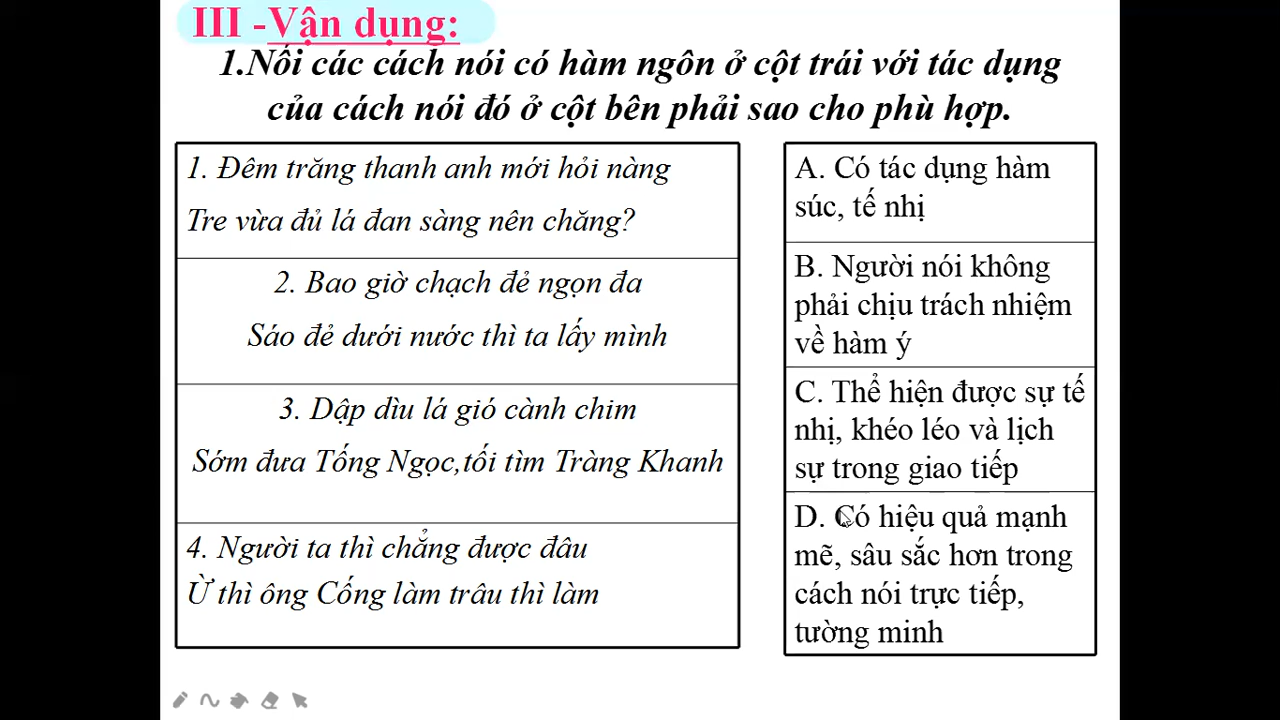 III -Vận dụng:
1.Nối các cách nói có hàm ngôn ở cột trái với tác dụng
của cách nói đó ở cột bên phải sao cho phù hợp.
1. Đêm trăng thanh anh mới hỏi nàng
Tre vừa đủ lá đan sàng nên chăng?
2. Bao giờ chạch đẻ ngọn đa
Sáo đẻ dưới nước thì ta lấy mình
3. Dập dìu lá gió cành chim
Sớm đưa Tống Ngọc,tối tìm Tràng Khanh
4. Người ta thì chẳng được đâu
Ừ thì ông Cống làm trâu thì làm
A. Có tác dụng hàm
súc, tế nhị
B. Người nói không
phải chịu trách nhiệm
về hàm ý
C. Thể hiện được sự tế
nhị, khéo léo và lịch
sự trong giao tiếp
D. Có hiệu quả mạnh
mẽ, sâu sắc hơn trong
cách nói trực tiếp,
tường minh